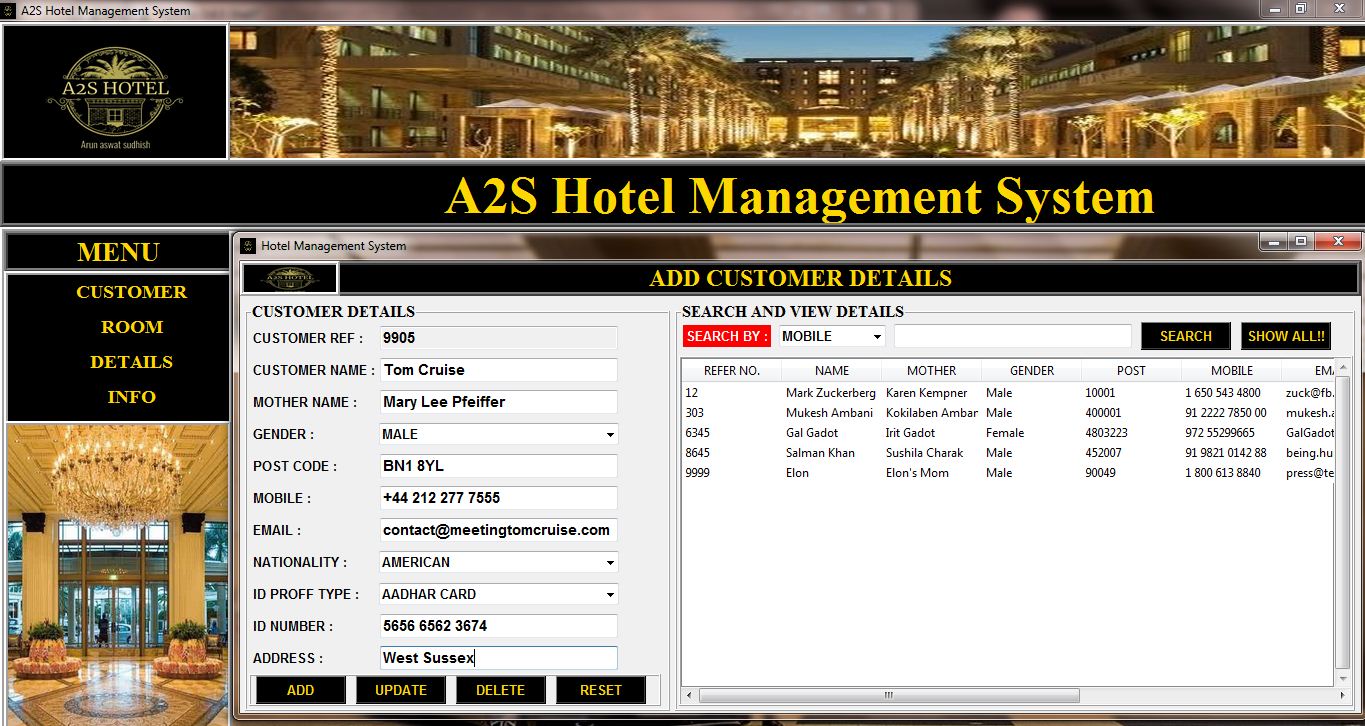 A2S Hotel Management System
A2S HOTEL
Arun aswat sudhish
A2S Hotel Management System
MENU
CUSTOMER
ROOM
DETAILS
INFO
Hotel Management System
A2S HOTEL
ADD CUSTOMER DETAILS
CUSTOMER DETAILS
CUSTOMER REF : 9905
CUSTOMER NAME : Tom Cruise
MOTHER NAME : Mary Lee Pfeiffer
GENDER : MALE
POST CODE : BN1 8YL
MOBILE : +44 212 277 7555
EMAIL : contact@meetingtomcruise.com
NATIONALITY : AMERICAN
ID PROFF TYPE : AADHAR CARD
ID NUMBER : 5656 6562 3674
ADDRESS : West Sussex
ADD UPDATE DELETE RESET
SEARCH AND VIEW DETAILS
SEARCH BY : MOBILE SEARCH SHOW ALL!!
REFER NO. NAME MOTHER GENDER POST MOBILE EM
12 Mark Zuckerberg Karen Kempner Male 10001 1 650 543 4800 zuck@fb.
303 Mukesh Ambani Kokilaben Ambar Male 400001 91 2222 7850 00 mukesh.a
6345 Gal Gadot Irit Gadot Female 4803223 972 55299665 GalGadot
8645 Salman Khan Sushila Charak Male 452007 91 9821 0142 88 being.hu
9999 Elon Elon's Mom Male 90049 1 800 613 8840 press@te